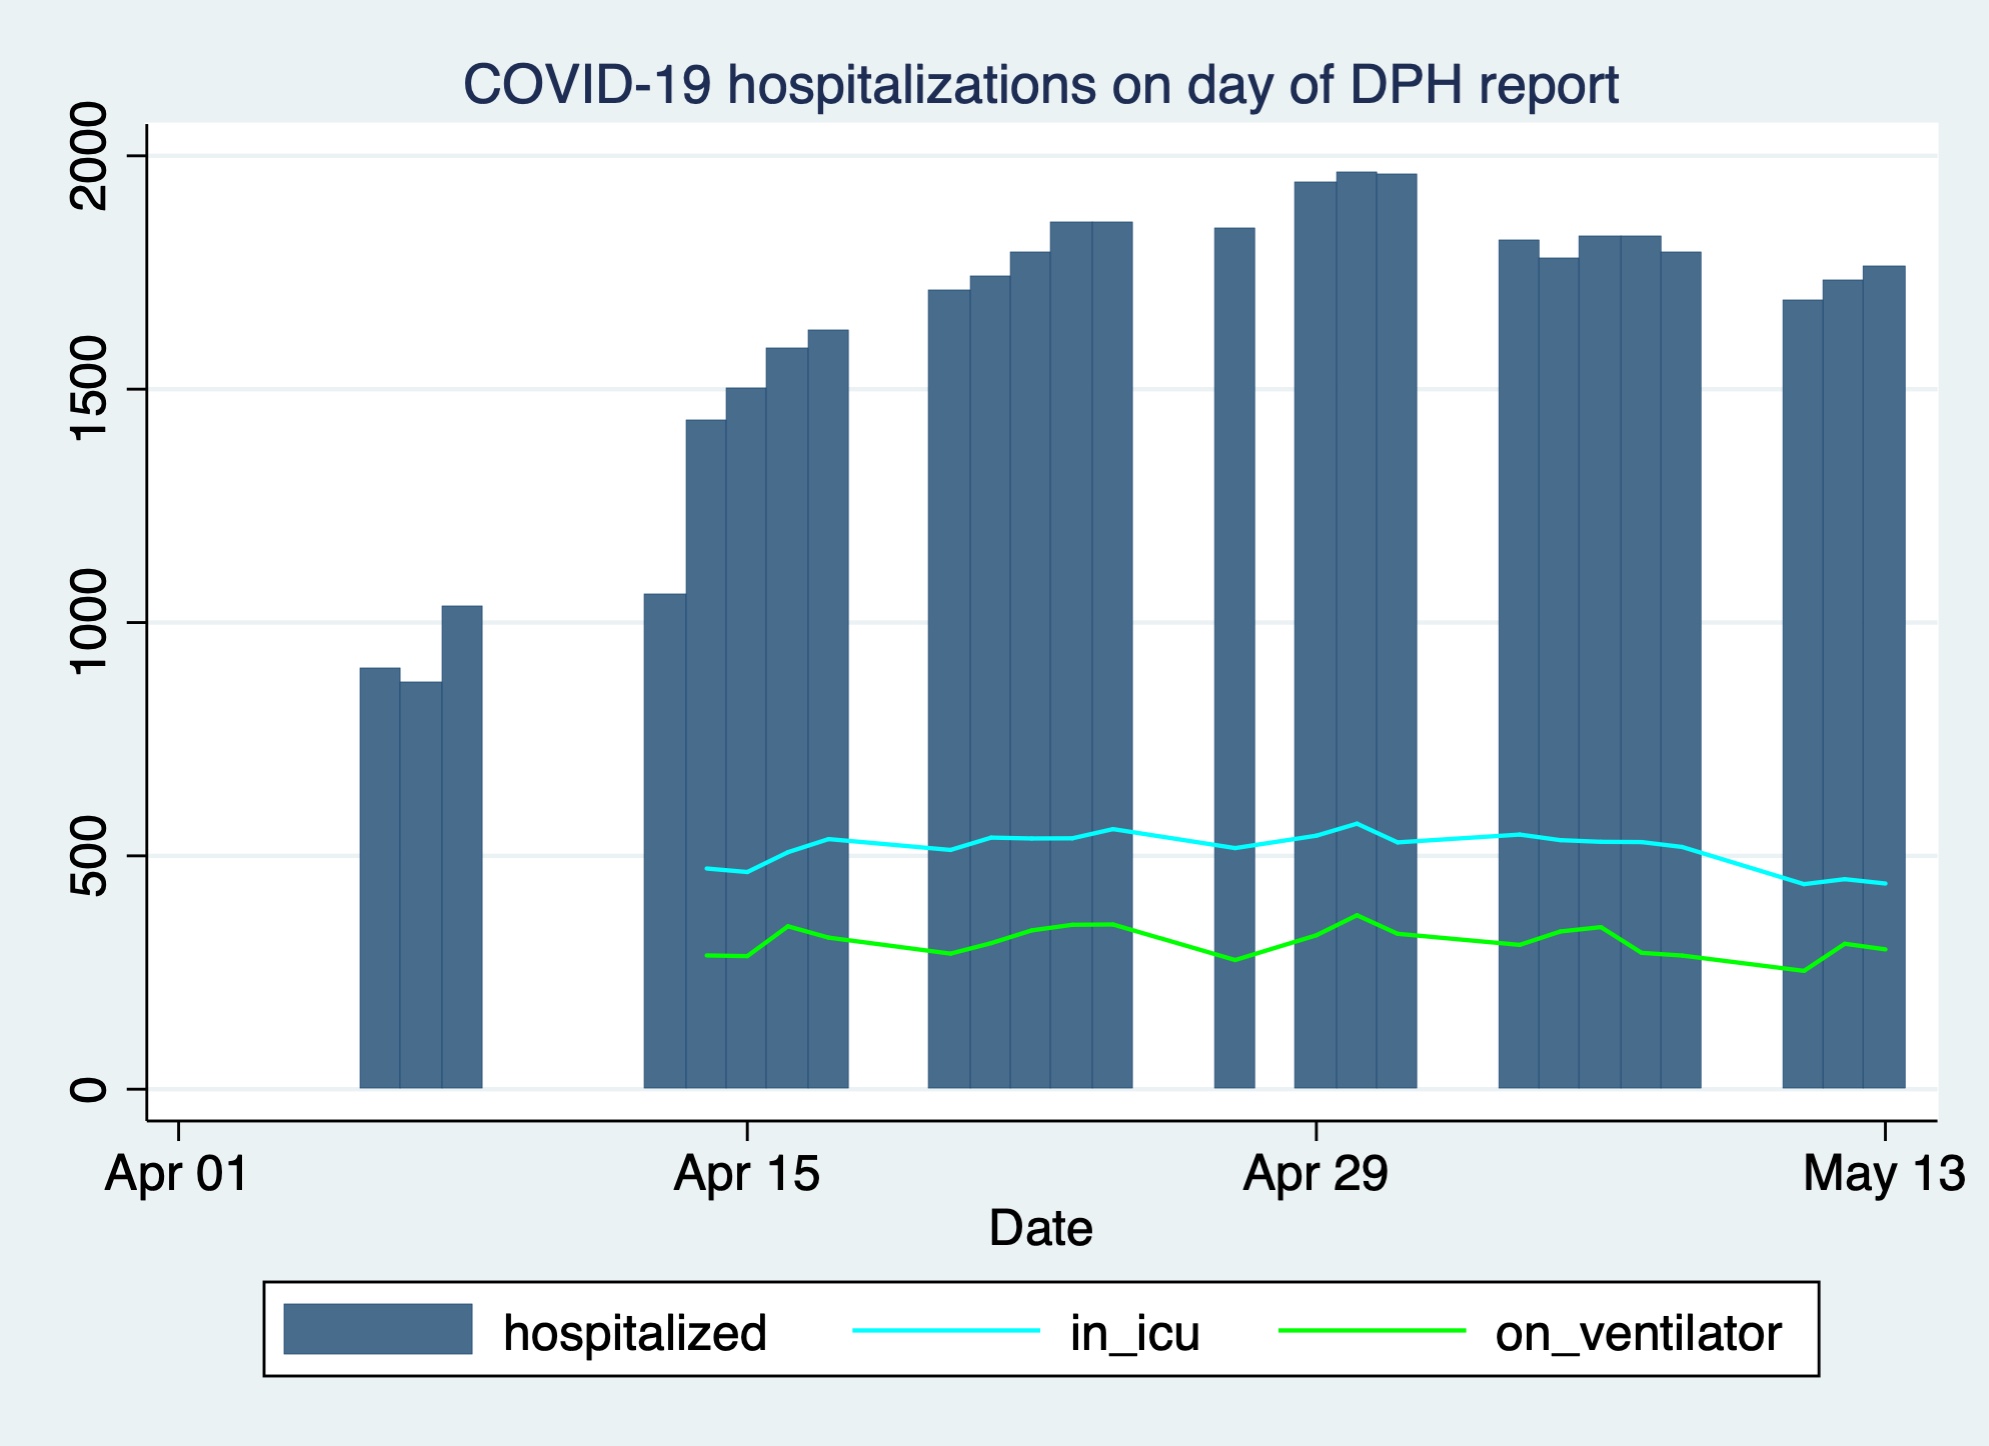 COVID-19 hospitalizations on day of DPH report
2000
1500
1000
500
0
Apr 01 Apr 15 Apr 29 May 13
Date
hospitalized in_icu on_ventilator